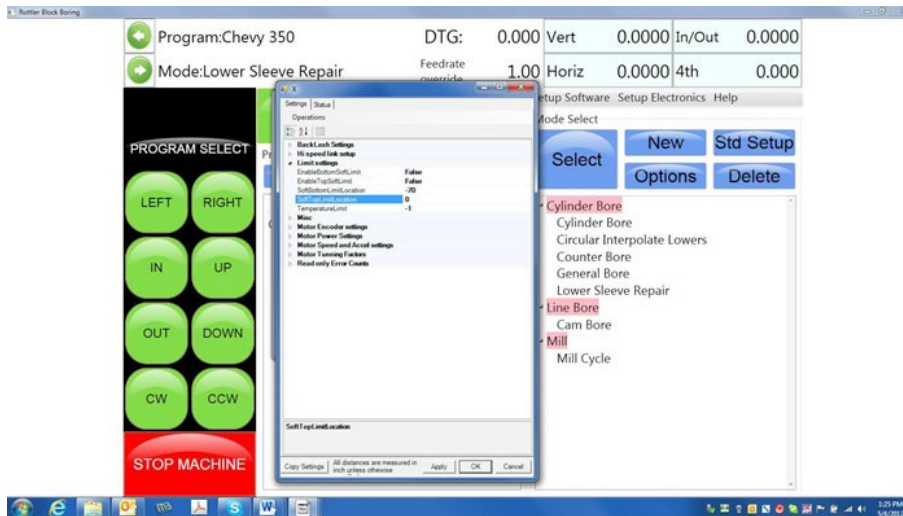 Rottler Block Boring
Program:Chevy 350
DTG:
0.000
Vert
0.0000
In/Out
0.0000
Mode:Lower Sleeve Repair
Feedrate
override
1.00
Horiz
0.0000
4th
0.000
X
Settings
Status
Operations
BackLash Settings
Hi speed link setup
Limit settings
EnableBottomSoftLimit
False
EnableTopSoftLimit
False
SoftBottomLimitLocation
-70
SoftTopLimitLocation
0
TemperatureLimit
-1
Misc
Motor Encoder settings
Motor Power Settings
Motor Speed and Accel settings
Motor Tunning Factors
Read only Error Counts
SoftTopLimitLocation
Copy Settings
All distances are measured in
inch unless othewise
Apply
OK
Cancel
PROGRAM SELECT
LEFT
RIGHT
IN
UP
OUT
DOWN
CW
CCW
STOP MACHINE
etup Software
Setup Electronics
Help
Mode Select
Select
New
Std Setup
Options
Delete
Cylinder Bore
Cylinder Bore
Circular Interpolate Lowers
Counter Bore
General Bore
Lower Sleeve Repair
Line Bore
Cam Bore
Mill
Mill Cycle
1:25 PM